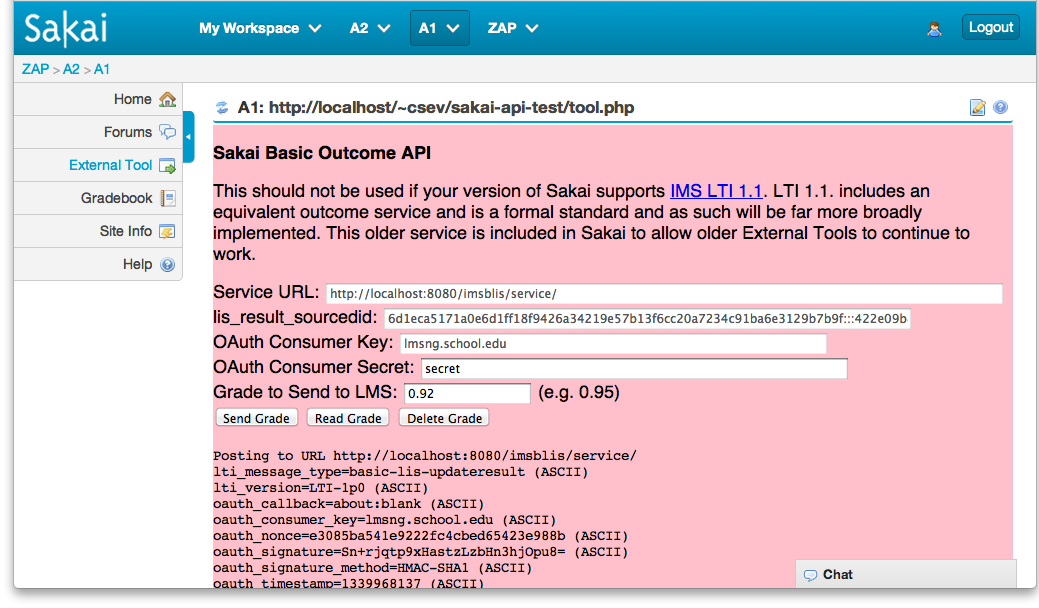 Sakai
My Workspace A2 A1 ZAP Logout
ZAP > A2 > A1
Home
Forums
External Tool
Gradebook
Site Info
Help
A1: http://localhost/~csev/sakai-api-test/tool.php
Sakai Basic Outcome API
This should not be used if your version of Sakai supports IMS LTI 1.1. LTI 1.1. includes an
equivalent outcome service and is a formal standard and as such will be far more broadly
implemented. This older service is included in Sakai to allow older External Tools to continue to
work.
Service URL: http://localhost:8080/imsblis/service/
lis_result_sourcedid: 6d1eca5171a0e6d1ff18f9426a34219e57b13f6cc20a7234c91ba6e3129b7b9f:::422e09b
OAuth Consumer Key: lmsng.school.edu
OAuth Consumer Secret: secret
Grade to Send to LMS: 0.92 (e.g. 0.95)
Send Grade Read Grade Delete Grade
Posting to URL http://localhost:8080/imsblis/service/
lti_message_type=basic-lis-updateresult (ASCII)
lti_version=LTI-1p0 (ASCII)
oauth_callback=about:blank (ASCII)
oauth_consumer_key=lmsng.school.edu (ASCII)
oauth_nonce=e3085ba541e9222fc4cbed65423e988b (ASCII)
oauth_signature=Sn+rjqtp9xHastzLzbHn3hjOpu8= (ASCII)
oauth_signature_method=HMAC-SHA1 (ASCII)
oauth_timestamp=1339968137 (ASCII)
Chat